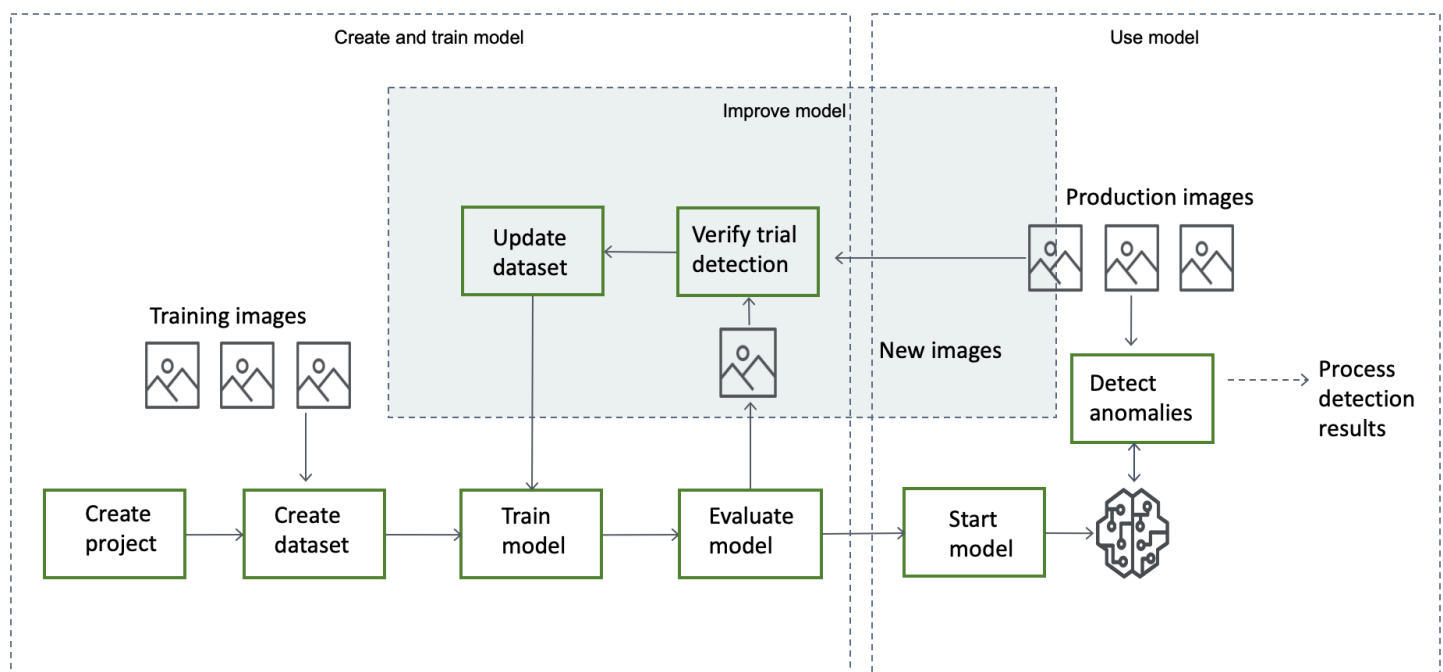 Create and train model
Use model
Improve model
Production images
Update
dataset
Verify trial
detection
Training images
New images
Detect
anomalies
Process
detection
results
Create
project
Create
dataset
Train
model
Evaluate
model
Start
model